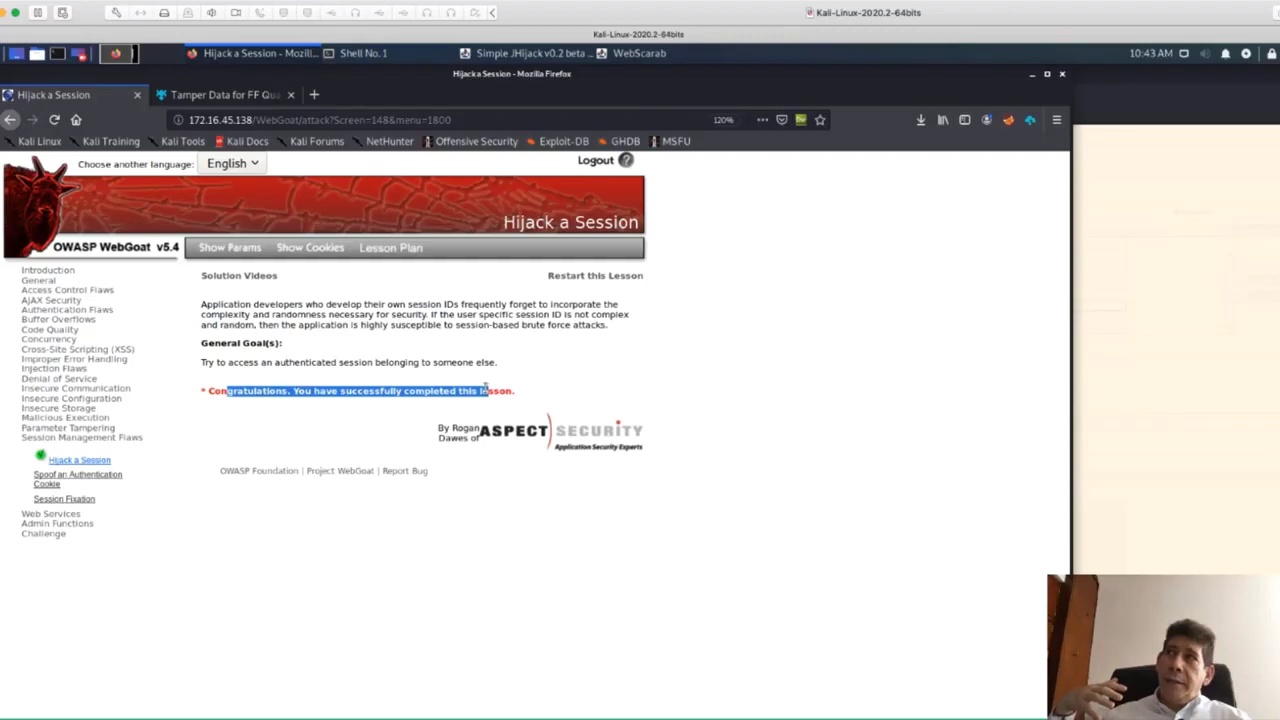 Kali-Linux-2020.2-64bits
Kali-Linux-2020.2-64bits
Hijack a Session - Mozill...
Shell No. 1
Simple JHijack v0.2 beta ...
WebScarab
10:43 AM
Hijack a Session - Mozilla Firefox
Hijack a Session
Tamper Data for FF Qua
172.16.45.138/WebGoat/attack?Screen=148&menu=1800
120%
Kali Linux
Kali Training
Kali Tools
Kali Docs
Kali Forums
NetHunter
Offensive Security
Exploit-DB
GHDB
MSFU
Choose another language:
English
Logout ?
Hijack a Session
OWASP WebGoat v5.4
Show Params
Show Cookies
Lesson Plan
Introduction
General
Access Control Flaws
AJAX Security
Authentication Flaws
Buffer Overflows
Code Quality
Concurrency
Cross-Site Scripting (XSS)
Improper Error Handling
Injection Flaws
Denial of Service
Insecure Communication
Insecure Configuration
Insecure Storage
Malicious Execution
Parameter Tampering
Session Management Flaws
Hijack a Session
Spoof an Authentication
Cookie
Session Fixation
Web Services
Admin Functions
Challenge
Solution Videos
Restart this Lesson
Application developers who develop their own session IDs frequently forget to incorporate the
complexity and randomness necessary for security. If the user specific session ID is not complex
and random, then the application is highly susceptible to session-based brute force attacks.
General Goal(s):
Try to access an authenticated session belonging to someone else.
* Congratulations. You have successfully completed this lesson.
By Rogan
Dawes of
ASPECT SECURITY
Application Security Experts
OWASP Foundation | Project WebGoat | Report Bug